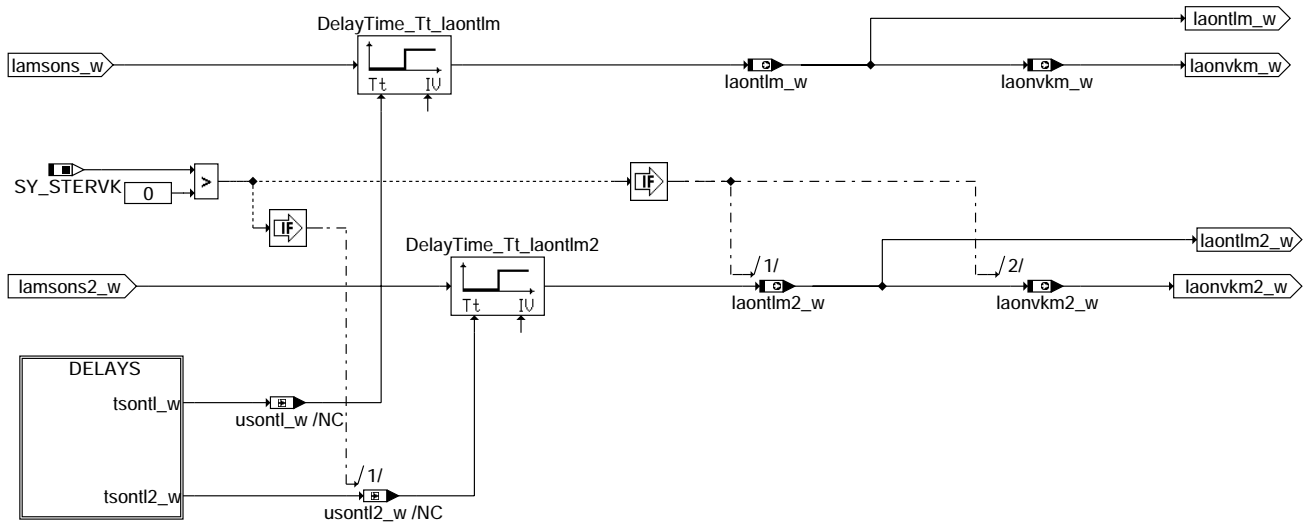 laontlm_w
DelayTime_Tt_laontlm
lamsons_w
Tt IV
laontlm_w
laonvkm_w
laonvkm_w
SY_STERVK
0
>
IF
IF
DelayTime_Tt_laontlm2
laontlm2_w
lamsons2_w
Tt IV
/1/
laontlm2_w
/2/
laonvkm2_w
laonvkm2_w
DELAYS
tsontl_w
usontl_w /NC
/1/
tsontl2_w
usontl2_w /NC